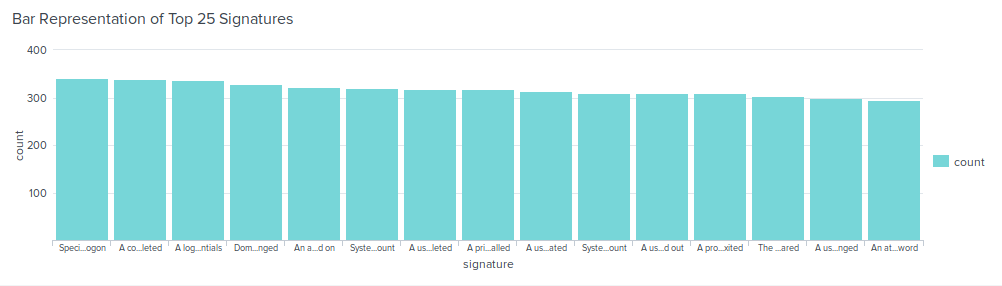 Bar Representation of Top 25 Signatures
400
300
200
100
count
Speci...ogon A co...leted A log...ntials Dom...nged An a...d on Syste...ount A us...leted A pri...alled A us...ated Syste...ount A us...d out A pro...xited The ...ared A us...nged An at...word
signature
count